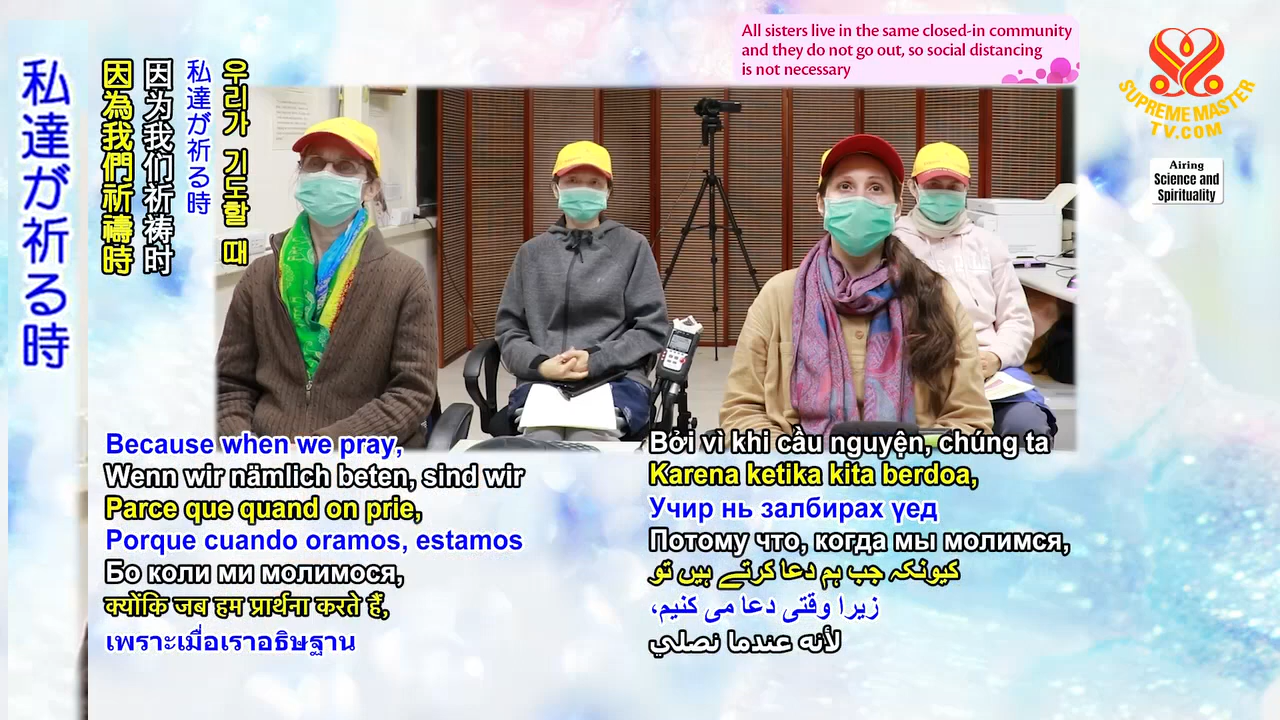 All sisters live in the same closed-in community
and they do not go out, so social distancing
is not necessary
SUPREME MASTER
TV.COM
Airing
Science and
Spirituality
私達が祈る時
因為我們祈禱時
因为我们祈祷时
私達が祈る時
우리가 기도할 때
Because when we pray,
Wenn wir nämlich beten, sind wir
Parce que quand on prie,
Porque cuando oramos, estamos
Бо коли ми молимося,
क्योंकि जब हम प्रार्थना करते हैं,
เพราะเมื่อเราอธิษฐาน
Bởi vì khi cầu nguyện, chúng ta
Karena ketika kita berdoa,
Учир нь залбирах үед
Потому что, когда мы молимся,
کیونکہ جب ہم دعا کرتے ہیں تو
زیرا وقتی دعا می کنیم،
لأنه عندما نصلي